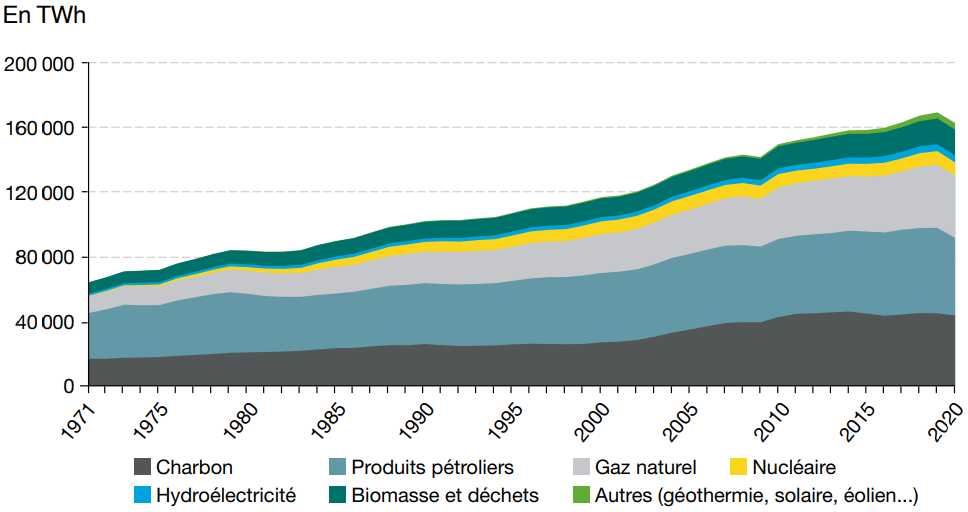 En TWh
200 000
160 000
120 000
80 000
40 000
0
1971
1975
1980
1985
1990
1995
2000
2005
2010
2015
2020
Charbon
Produits pétroliers
Gaz naturel
Nucléaire
Hydroélectricité
Biomasse et déchets
Autres (géothermie, solaire, éolien...)